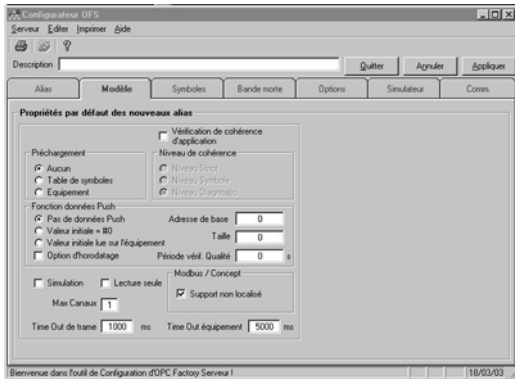 Configurateur OFS
Serveur Editer Imprimer Aide
Description Quitter Annuler Appliquer
Alias Modèle Symboles Bande morte Options Simulateur Comm.
Propriétés par défaut des nouveaux alias
Vérification de cohérence
d'application
Préchargement Niveau de cohérence
Aucun Niveau Strict
Table de symboles Niveau Symbole
Equipement Niveau Diagnostic
Fonction données Push
Pas de données Push Adresse de base 0
Valeur initiale = #0 Taille 0
Valeur initiale lue sur l'équipement
Option d'horodatage Période vérif. Qualité 0 s
Modbus / Concept
Simulation Lecture seule Support non localisé
Max Canaux 1
Time Out de trame 1000 ms Time Out équipement 5000 ms
Bienvenue dans l'outil de Configuration d'OPC Factory Serveur ! 18/03/03